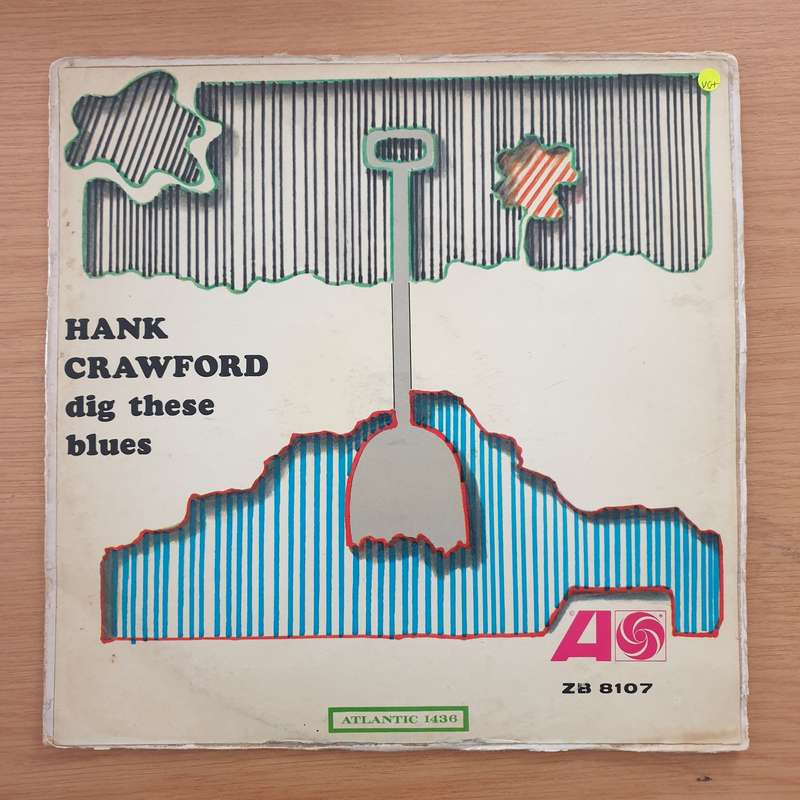 VG+
HANK
CRAWFORD
dig these
blues
A
ZB 8107
ATLANTIC 1436